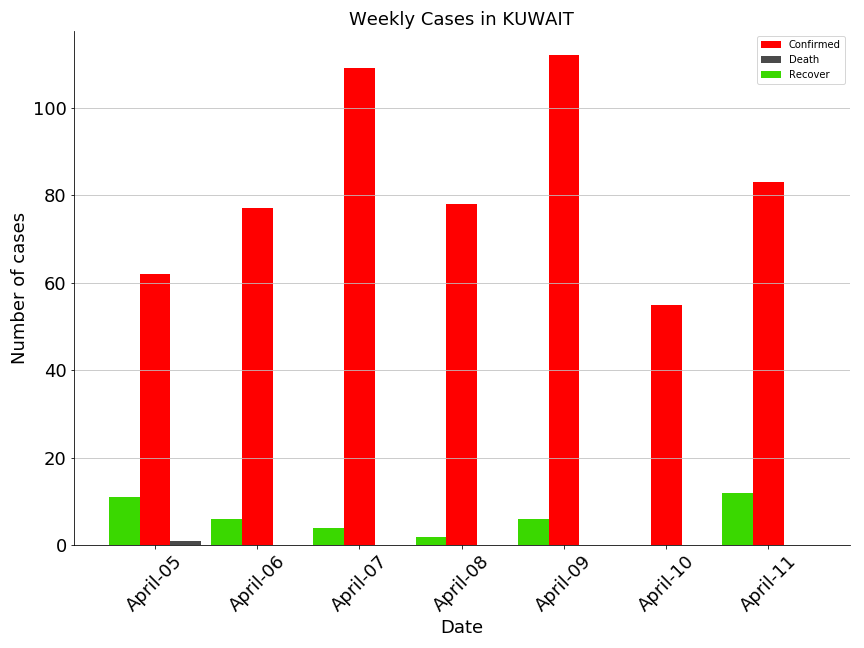 Weekly Cases in KUWAIT
Confirmed
Death
Recover
Number of cases
100
80
60
40
20
0
April-05
April-06
April-07
April-08
April-09
April-10
April-11
Date